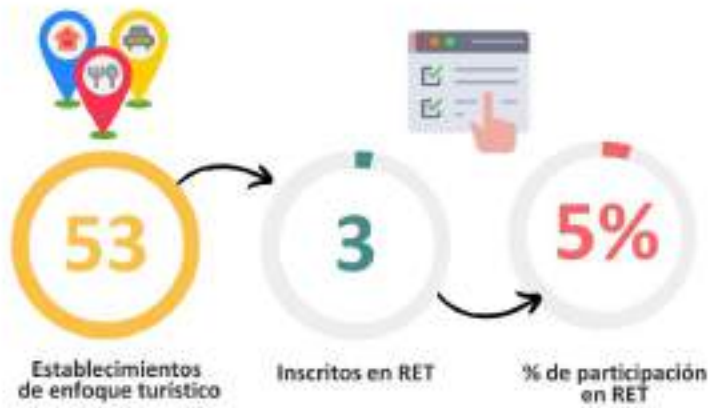 53
3
5%
Establecimientos
de enfoque turístico
Inscritos en RET
% de participación
en RET